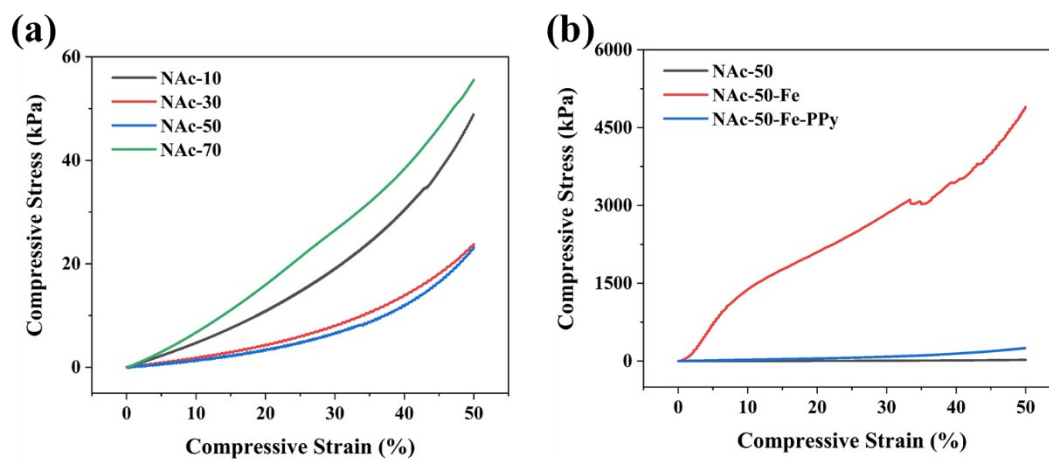 (a)
60
40
20
0
0 10 20 30 40 50
Compressive Stress (kPa)
Compressive Strain (%)
NAc-10
NAc-30
NAc-50
NAc-70
(b)
6000
4500
3000
1500
0
0 10 20 30 40 50
Compressive Stress (kPa)
Compressive Strain (%)
NAc-50
NAc-50-Fe
NAc-50-Fe-PPy